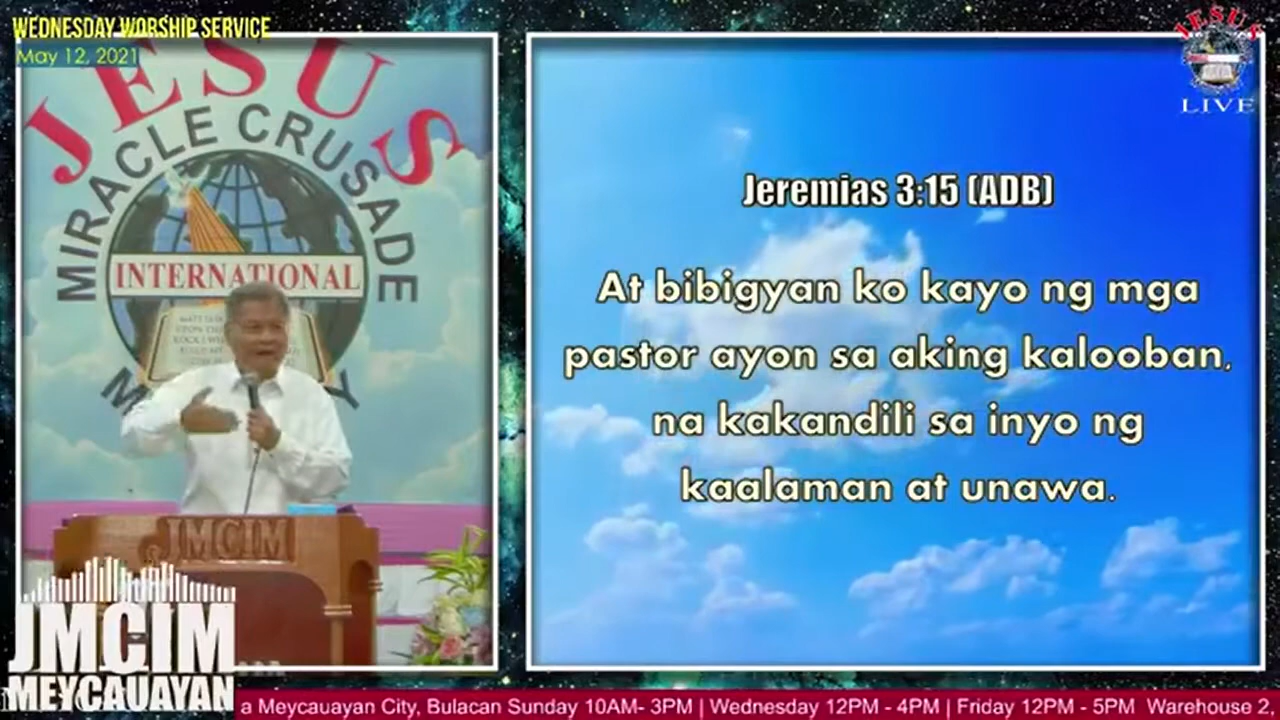 WEDNESDAY WORSHIP SERVICE
May 12, 2021
JESUS
MIRACLE CRUSADE
INTERNATIONAL
JMCIM
JMCIM
MEYCAUAYAN
JESUS
LIVE
Jeremias 3:15 (ADB)
At bibigyan ko kayo ng mga
pastor ayon sa aking kalooban,
na kakandili sa inyo ng
kaalaman at unawa.
a Meycauayan City, Bulacan Sunday 10AM- 3PM | Wednesday 12PM - 4PM | Friday 12PM - 5PM Warehouse 2,